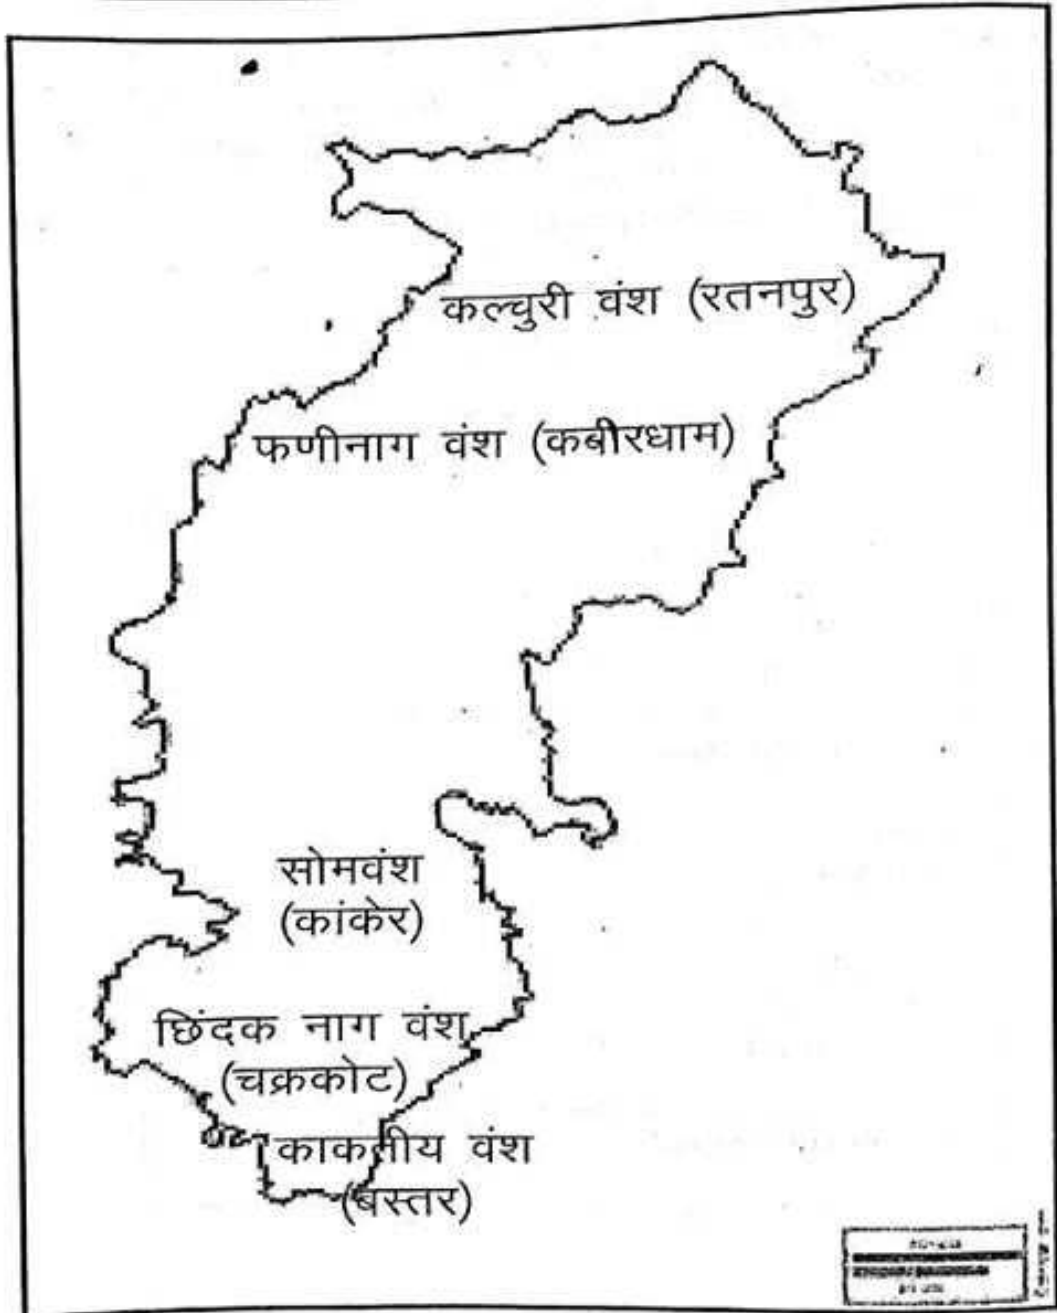 कल्चुरी वंश (रतनपुर)
फणीनाग वंश (कबीरधाम)
सोमवंश
(कांकेर)
छिंदक नाग वंश
(चक्रकोट)
काकतीय वंश
(बस्तर)